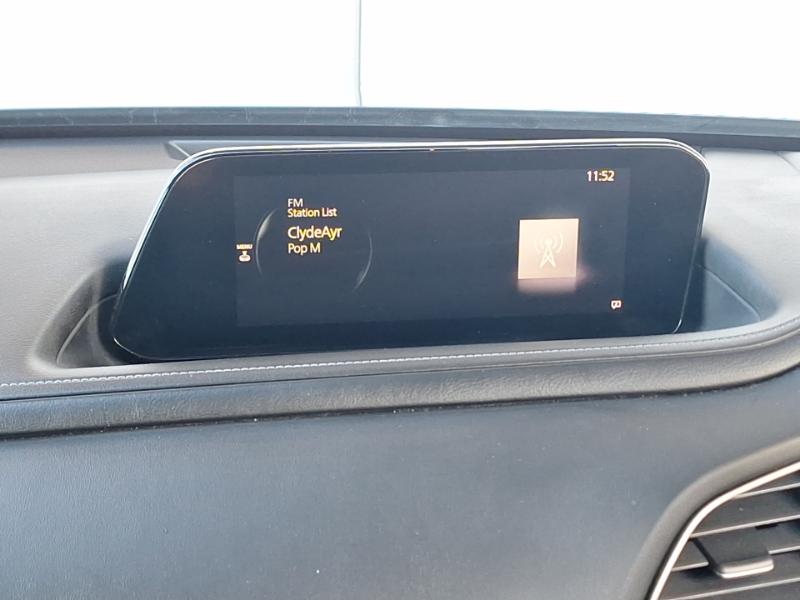 11:52
FM
Station List
ClydeAyr
Pop M
MENU